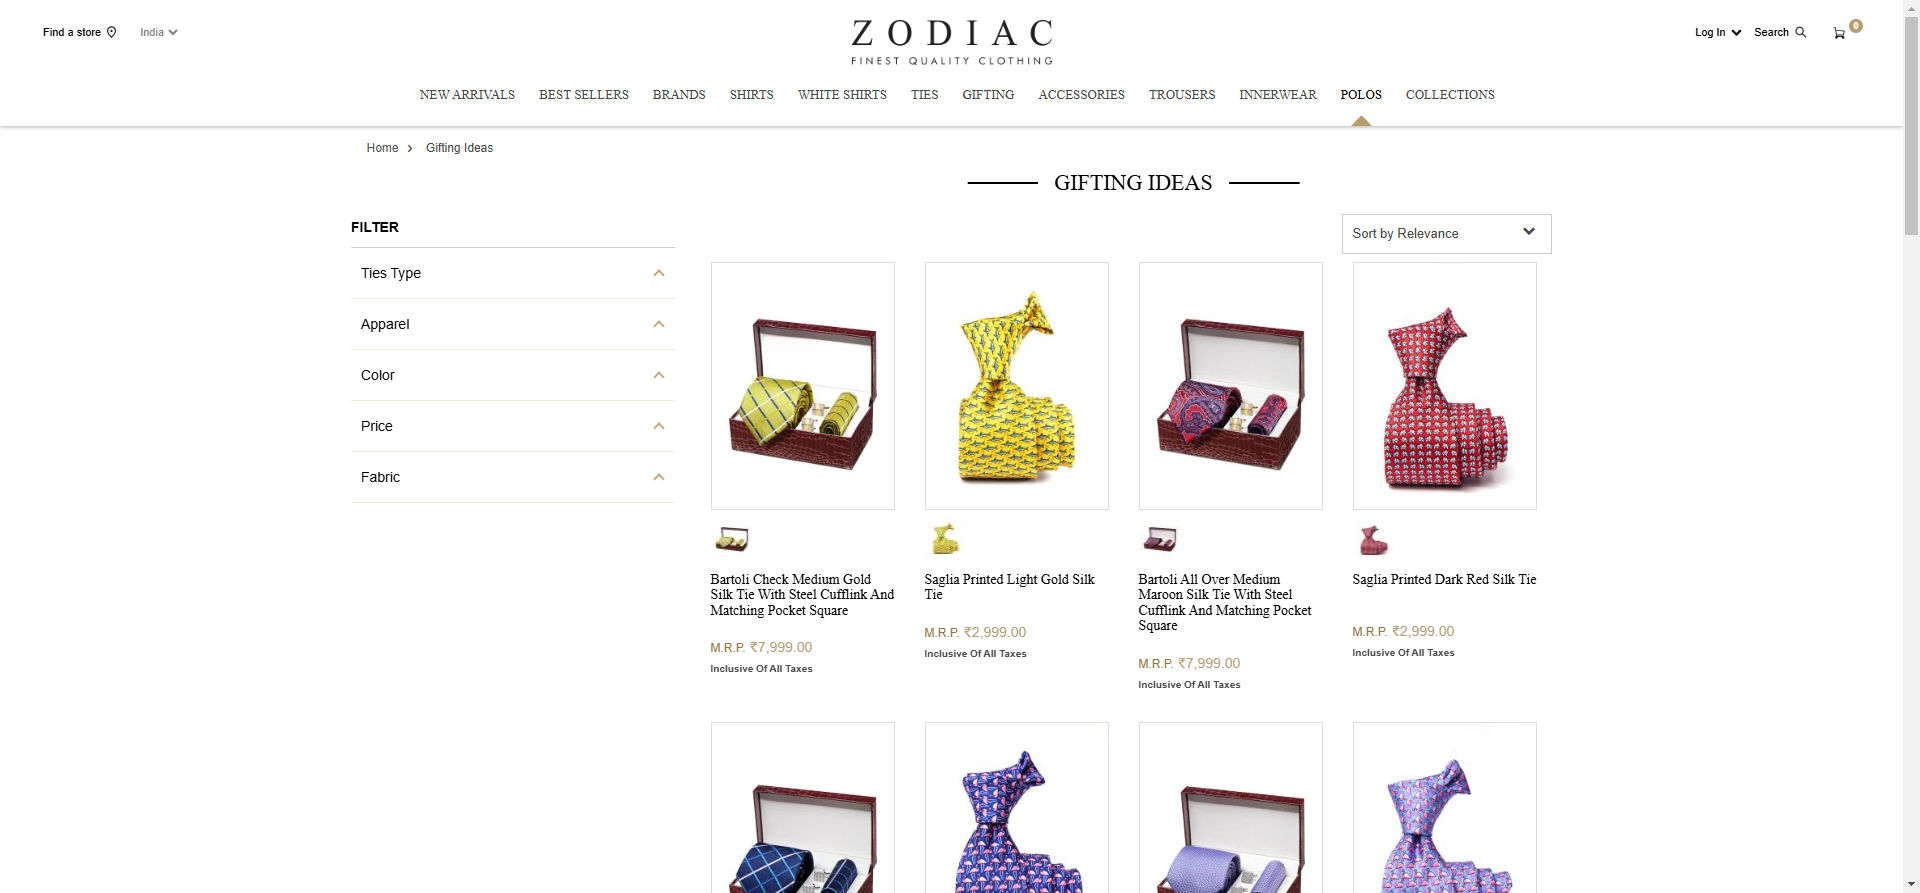 Find a store
India
ZODIAC
FINEST QUALITY CLOTHING
Log In
Search
0
NEW ARRIVALS
BEST SELLERS
BRANDS
SHIRTS
WHITE SHIRTS
TIES
GIFTING
ACCESSORIES
TROUSERS
INNERWEAR
POLOS
COLLECTIONS
Home
Gifting Ideas
GIFTING IDEAS
FILTER
Sort by Relevance
Ties Type
Apparel
Color
Price
Fabric
Bartoli Check Medium Gold
Silk Tie With Steel Cufflink And
Matching Pocket Square
M.R.P. ₹7,999.00
Inclusive Of All Taxes
Saglia Printed Light Gold Silk
Tie
M.R.P. ₹2,999.00
Inclusive Of All Taxes
Bartoli All Over Medium
Maroon Silk Tie With Steel
Cufflink And Matching Pocket
Square
M.R.P. ₹7,999.00
Inclusive Of All Taxes
Saglia Printed Dark Red Silk Tie
M.R.P. ₹2,999.00
Inclusive Of All Taxes